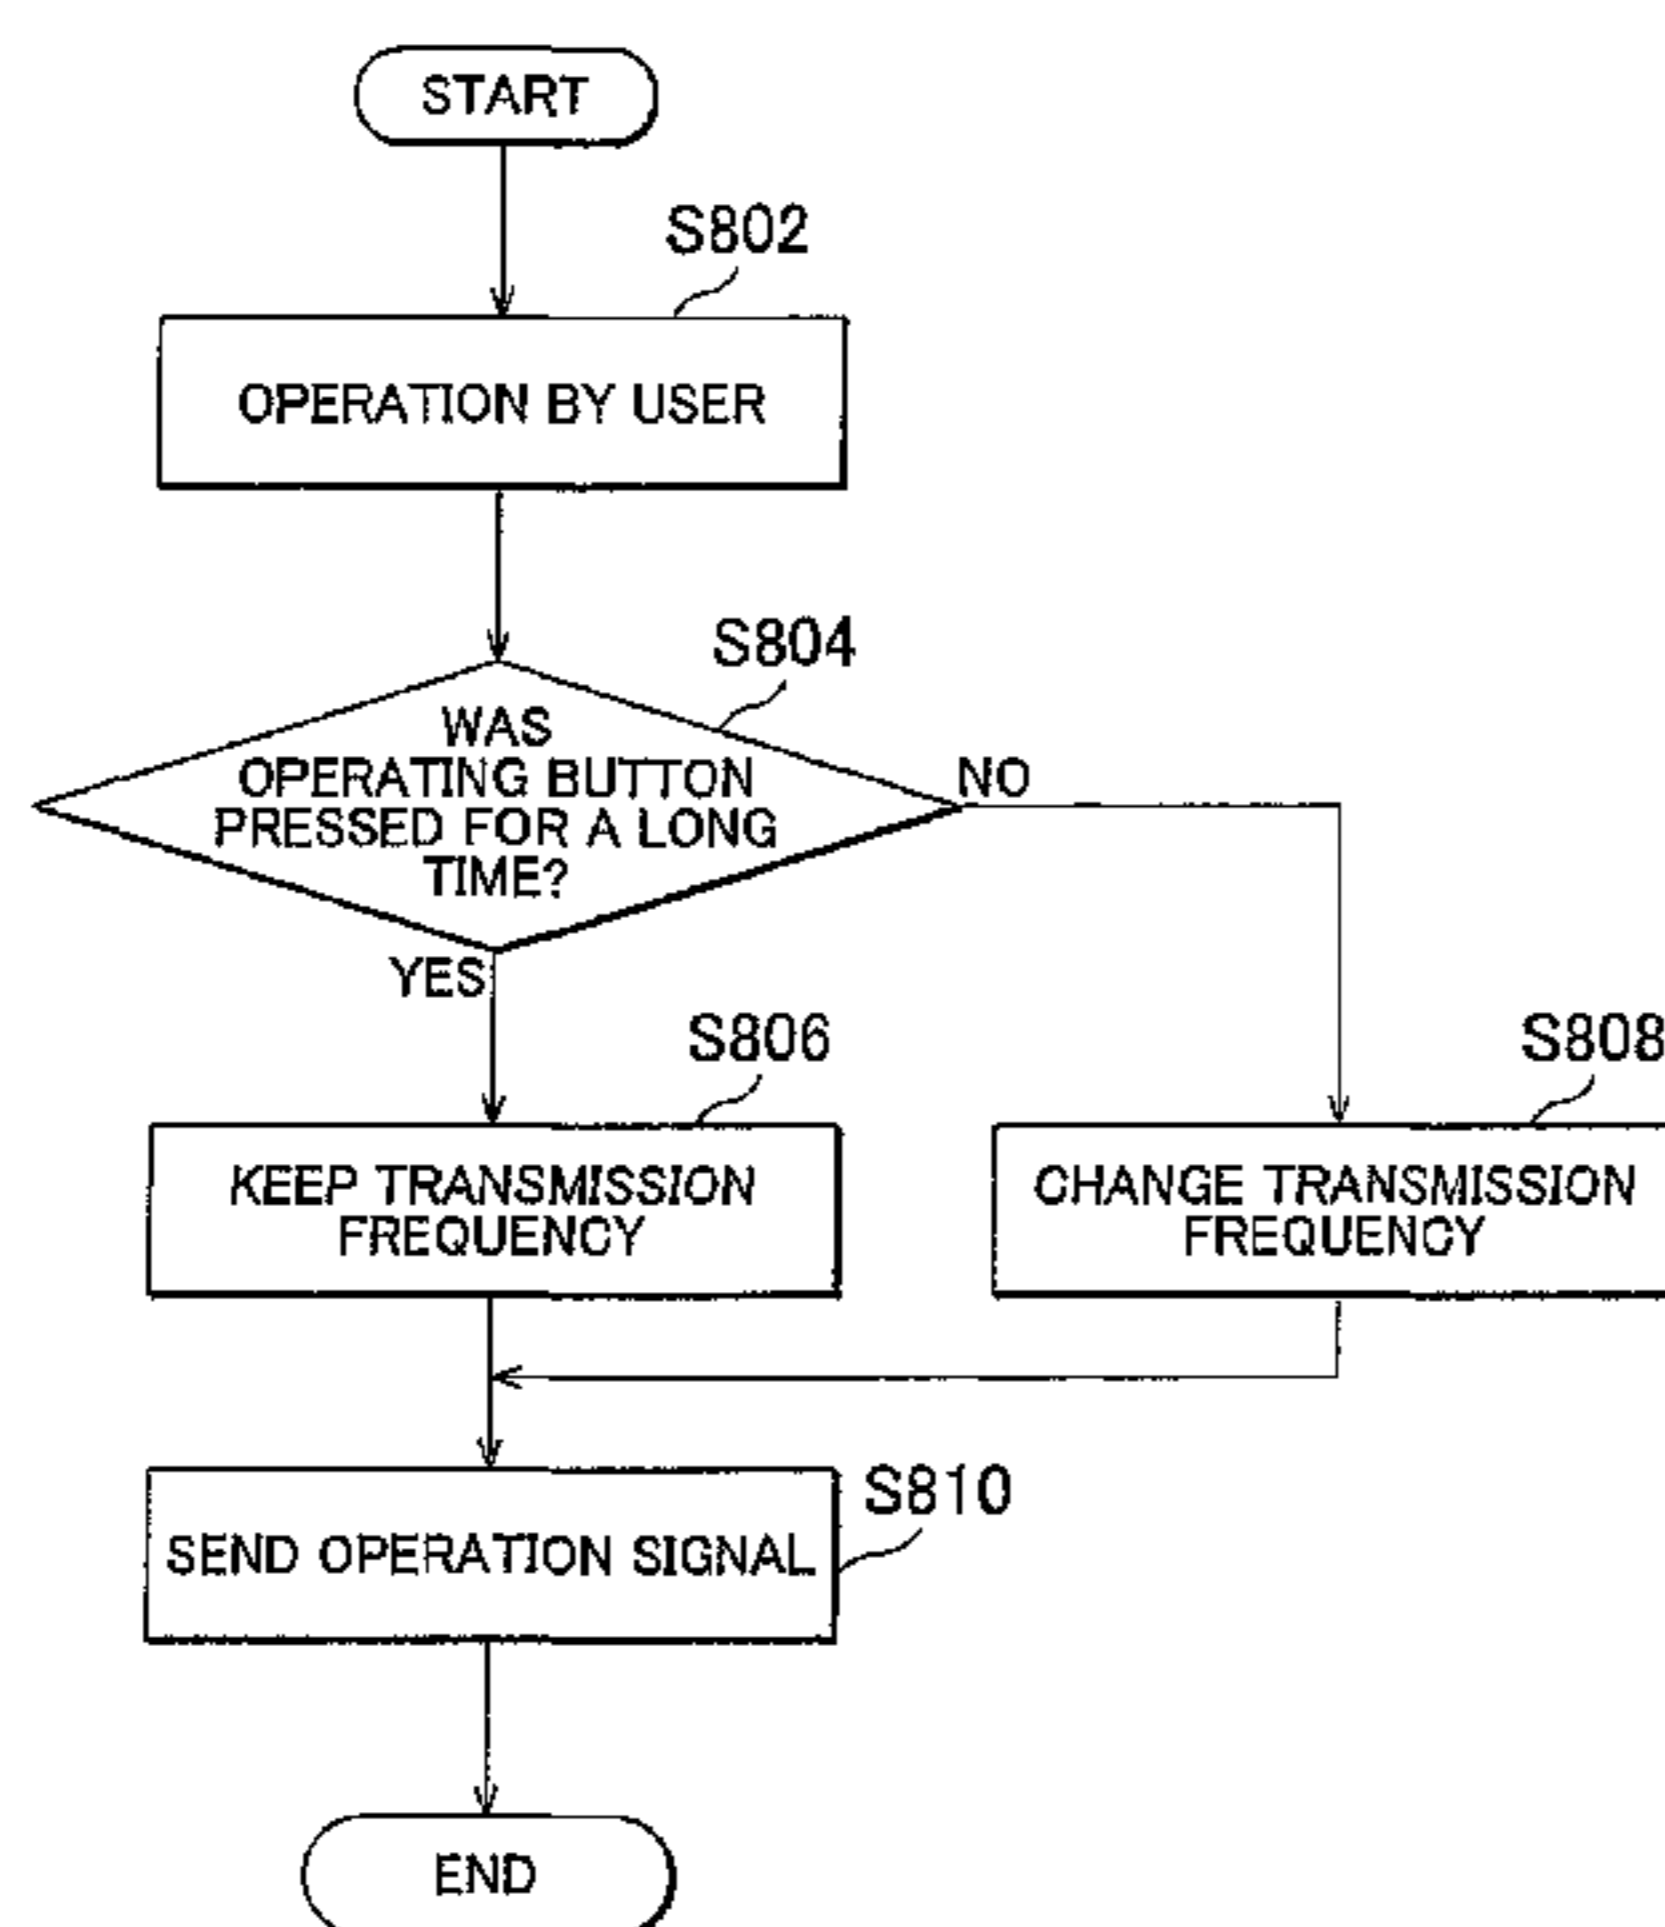 START
S802
OPERATION BY USER
S804
WAS
OPERATING BUTTON
PRESSED FOR A LONG
TIME?
NO
YES
S806
S808
KEEP TRANSMISSION
FREQUENCY
CHANGE TRANSMISSION
FREQUENCY
S810
SEND OPERATION SIGNAL
END